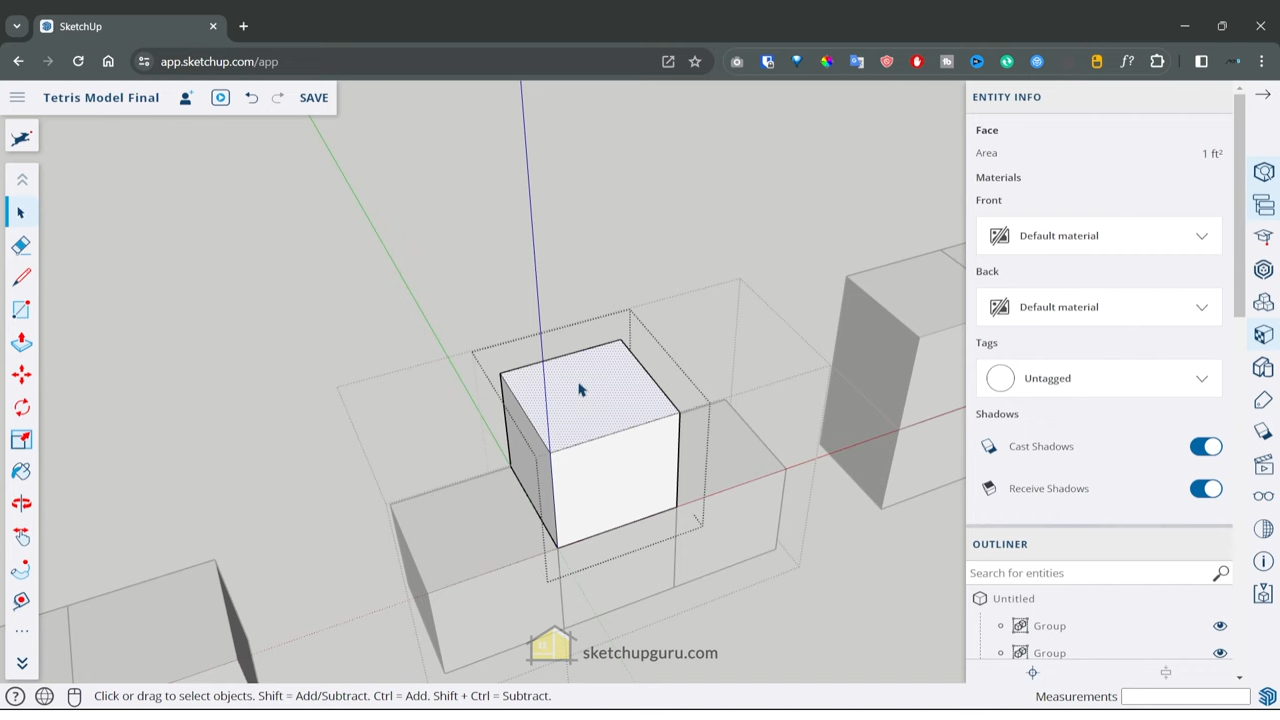 SketchUp
app.sketchup.com/app
f?
Tetris Model Final
SAVE
ENTITY INFO
Face
Area
1 ft²
Materials
Front
Default material
Back
Default material
Tags
Untagged
Shadows
Cast Shadows
Receive Shadows
OUTLINER
Search for entities
Untitled
Group
Group
sketchupguru.com
Click or drag to select objects. Shift = Add/Subtract. Ctrl = Add. Shift + Ctrl = Subtract.
Measurements